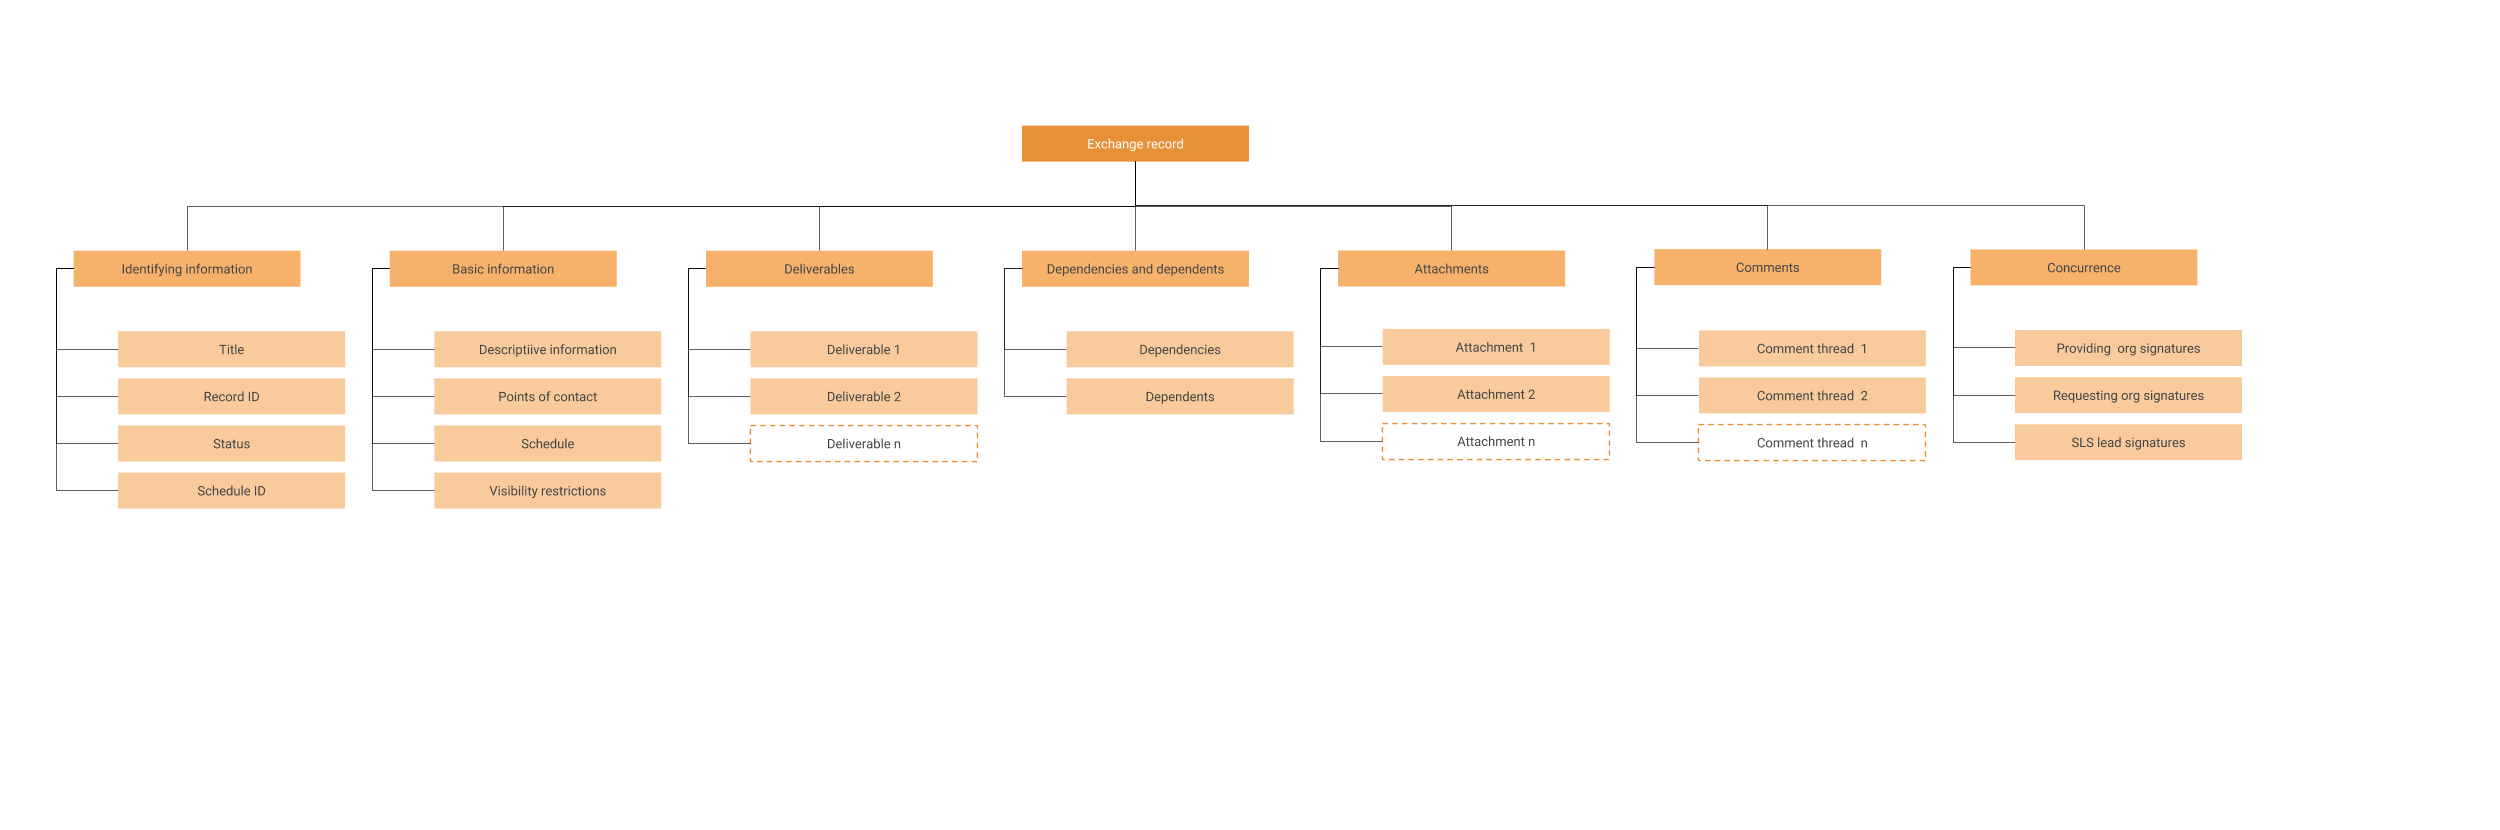 Exchange record
Identifying information
Title
Record ID
Status
Schedule ID
Basic information
Descriptiive information
Points of contact
Schedule
Visibility restrictions
Deliverables
Deliverable 1
Deliverable 2
Deliverable n
Dependencies and dependents
Dependencies
Dependents
Attachments
Attachment  1
Attachment 2
Attachment n
Comments
Comment thread  1
Comment thread  2
Comment thread  n
Concurrence
Providing  org signatures
Requesting org signatures
SLS lead signatures